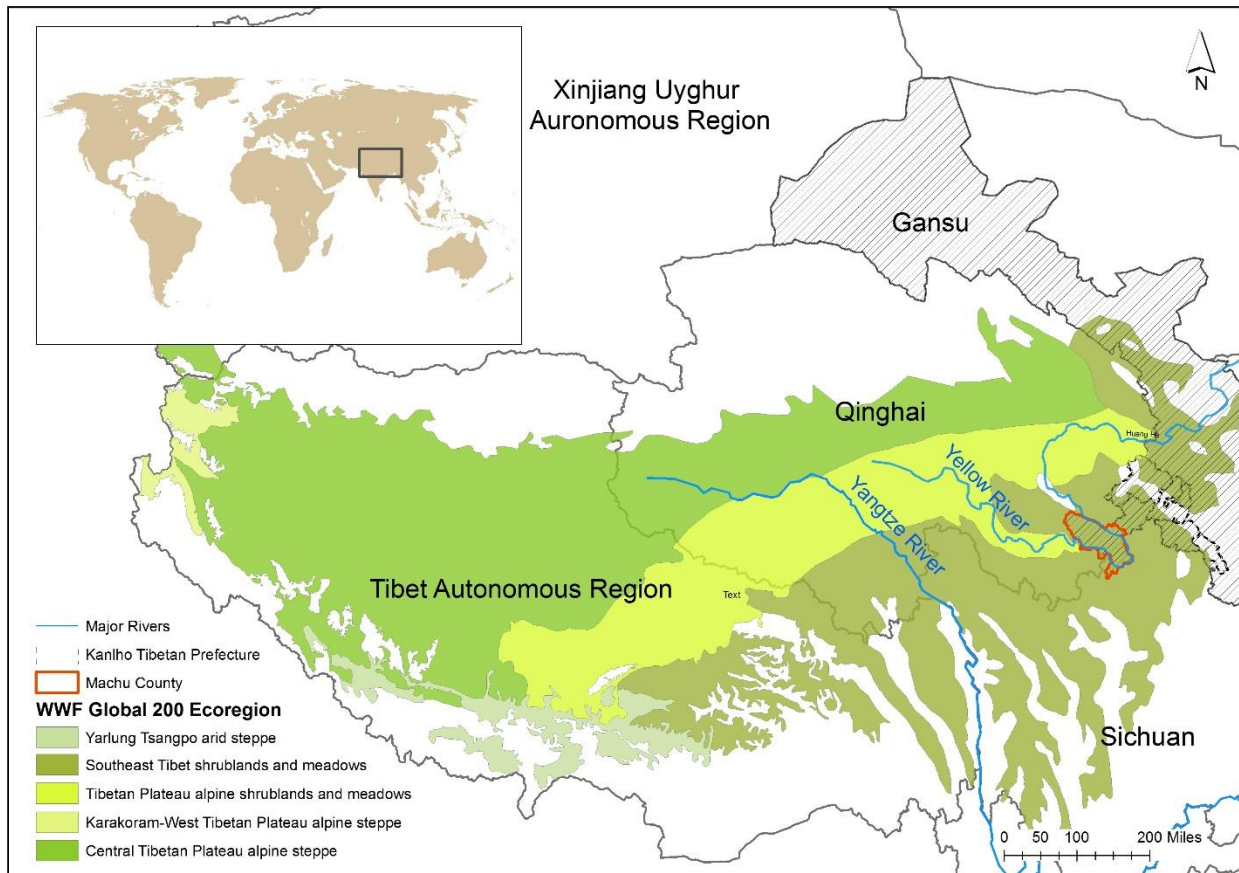 Xinjiang Uyghur
Auronomous Region
N
Gansu
Qinghai
Huang He
Yellow River
Yangtze River
Tibet Autonomous Region
Text
Sichuan
Major Rivers
Kanlho Tibetan Prefecture
Machu County
WWF Global 200 Ecoregion
Yarlung Tsangpo arid steppe
Southeast Tibet shrublands and meadows
Tibetan Plateau alpine shrublands and meadows
Karakoram-West Tibetan Plateau alpine steppe
Central Tibetan Plateau alpine steppe
0 50 100 200 Miles